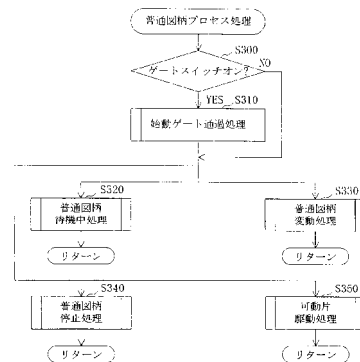 普通図柄プロセス処理
S300
ゲートスイッチオン?
NO
YES
S310
始動ゲート通過処理
S320
普通図柄
待機中処理
リターン
S330
普通図柄
変動処理
リターン
S340
普通図柄
停止処理
リターン
S350
可動片
駆動処理
リターン